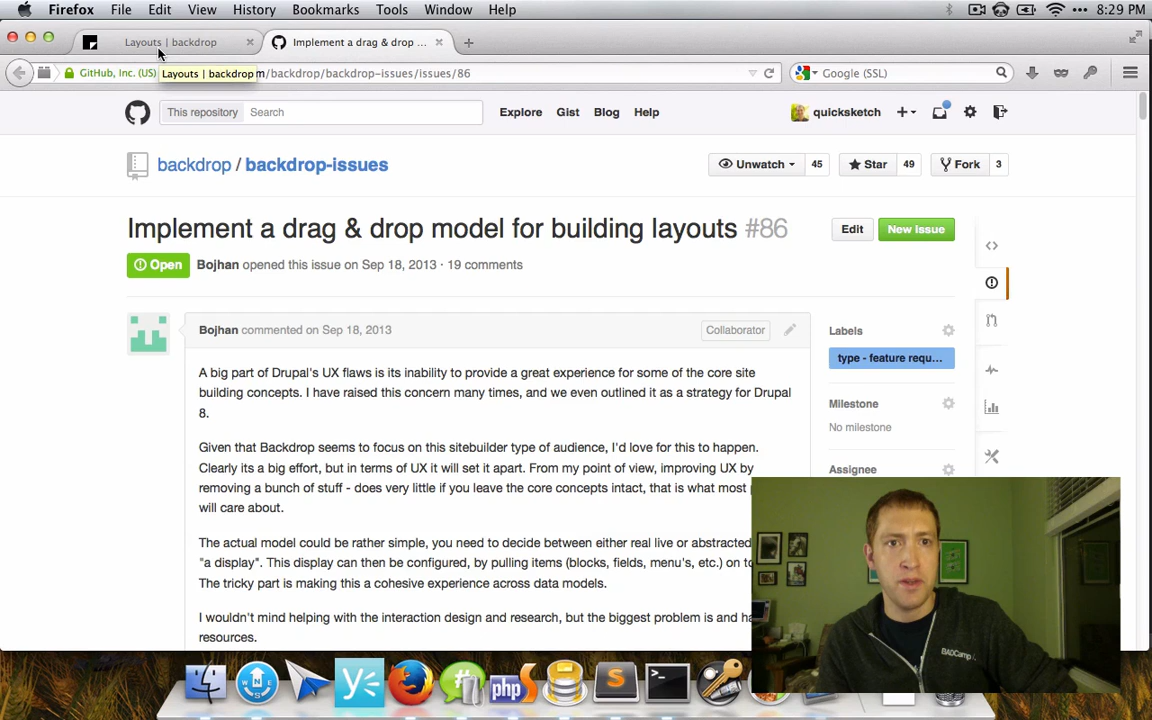 Firefox File Edit View History Bookmarks Tools Window Help 8:29 PM
Layouts | backdrop Implement a drag & drop ...
GitHub, Inc. (US) m/backdrop/backdrop-issues/issues/86 Google (SSL)
Layouts | backdrop
This repository Search Explore Gist Blog Help quicksketch
backdrop / backdrop-issues Unwatch 45 Star 49 Fork 3
Implement a drag & drop model for building layouts #86 Edit New Issue
Open Bojhan opened this issue on Sep 18, 2013 · 19 comments
Bojhan commented on Sep 18, 2013 Collaborator
Labels
type - feature requ...
Milestone
No milestone
Assignee
A big part of Drupal's UX flaws is its inability to provide a great experience for some of the core site
building concepts. I have raised this concern many times, and we even outlined it as a strategy for Drupal
8.
Given that Backdrop seems to focus on this sitebuilder type of audience, I'd love for this to happen.
Clearly its a big effort, but in terms of UX it will set it apart. From my point of view, improving UX by
removing a bunch of stuff - does very little if you leave the core concepts intact, that is what most
will care about.
The actual model could be rather simple, you need to decide between either real live or abstracted
"a display". This display can then be configured, by pulling items (blocks, fields, menu's, etc.) on to
The tricky part is making this a cohesive experience across data models.
I wouldn't mind helping with the interaction design and research, but the biggest problem is and
resources.
BADCamp
php